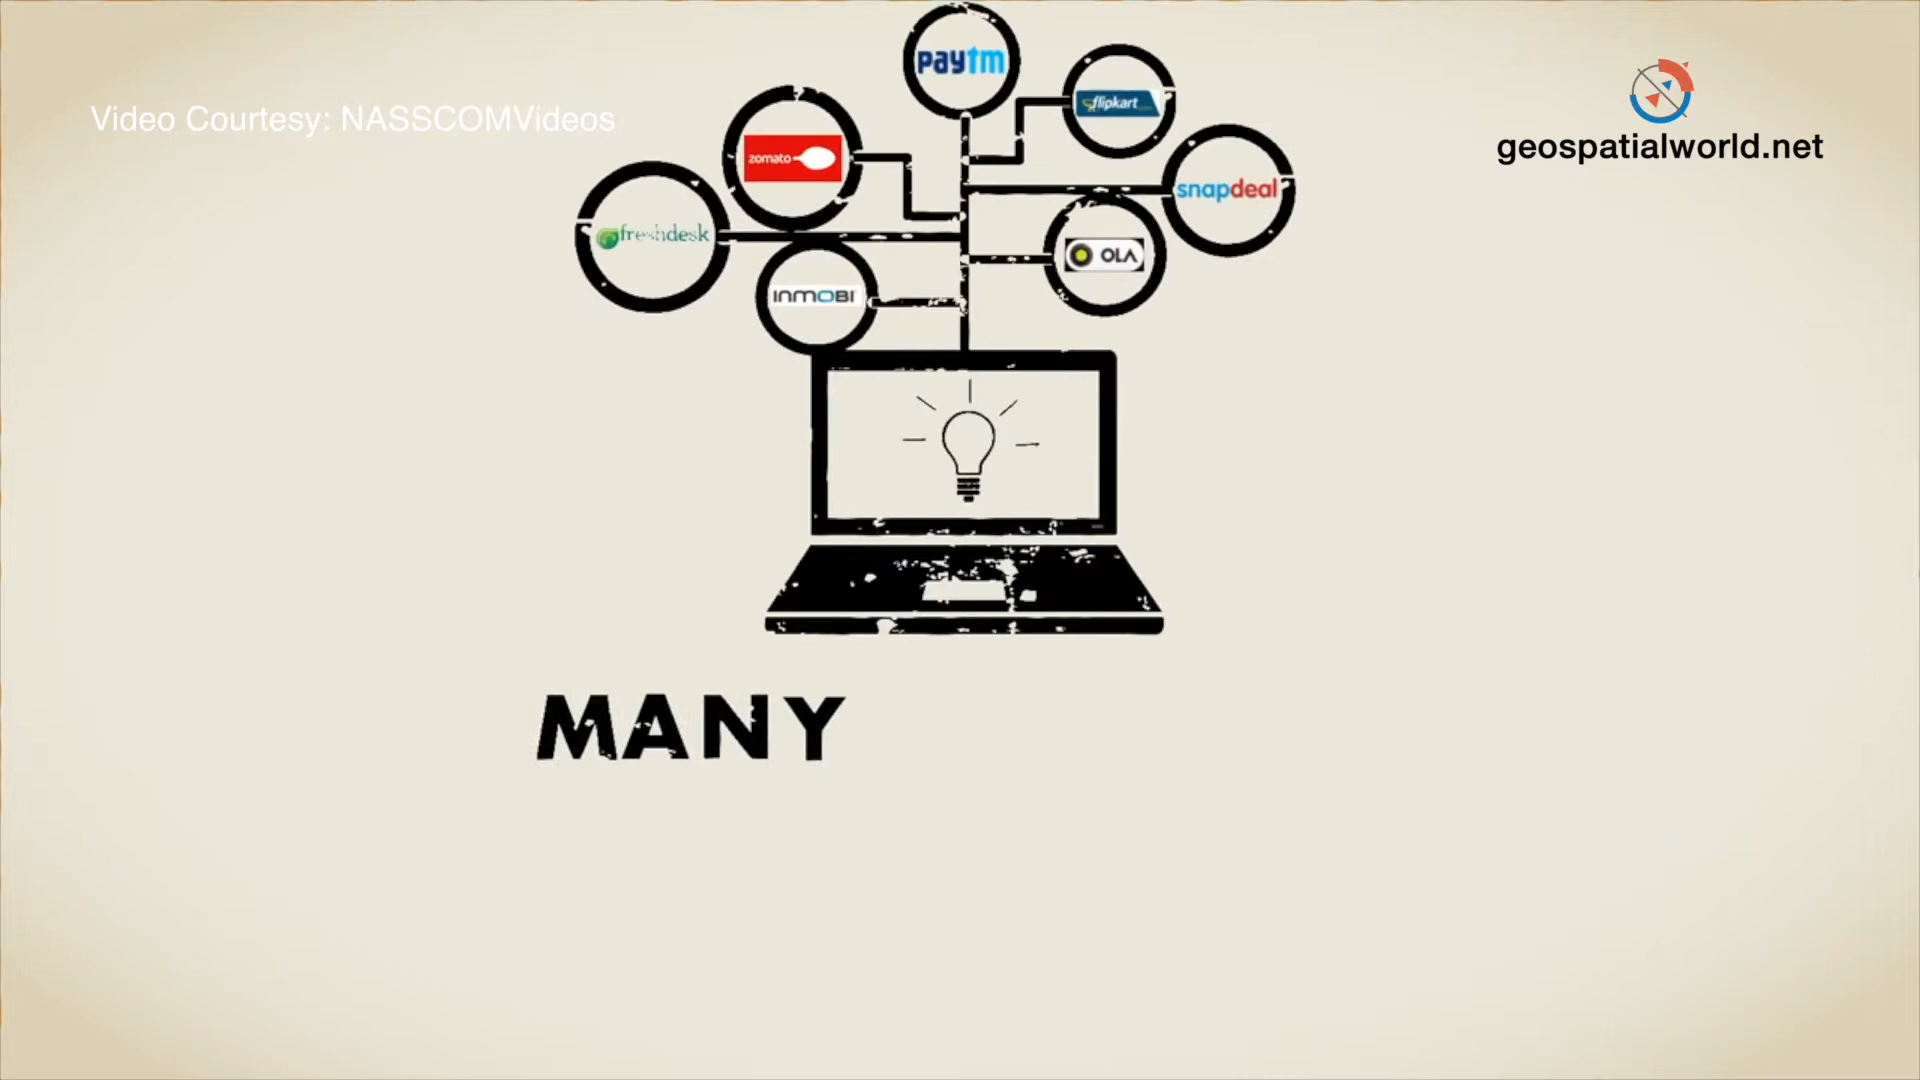 paytm
flipkart
Video Courtesy: NASSCOMVideos
geospatialworld.net
zomato
snapdeal
freshdesk
OLA
INMOBI
MANY